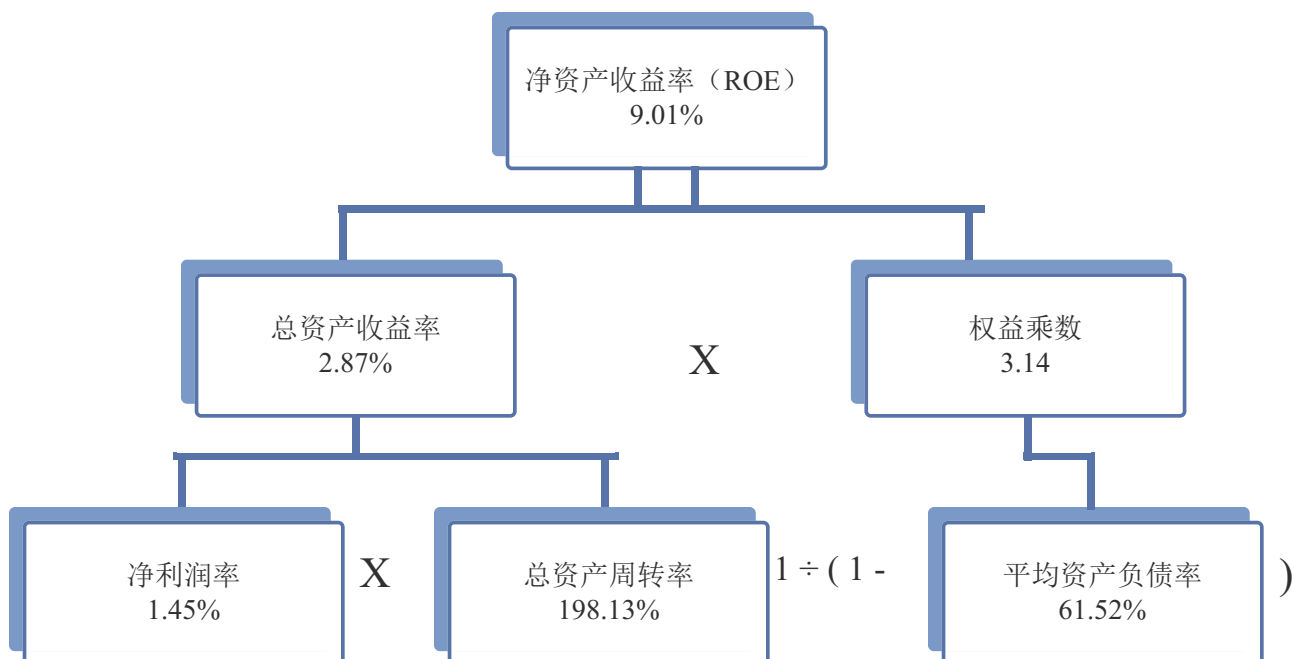 净资产收益率（ROE）
9.01%
总资产收益率
2.87%
X
权益乘数
3.14
净利润率
1.45%
X
总资产周转率
198.13%
1 ÷ ( 1 -
平均资产负债率
61.52%
)